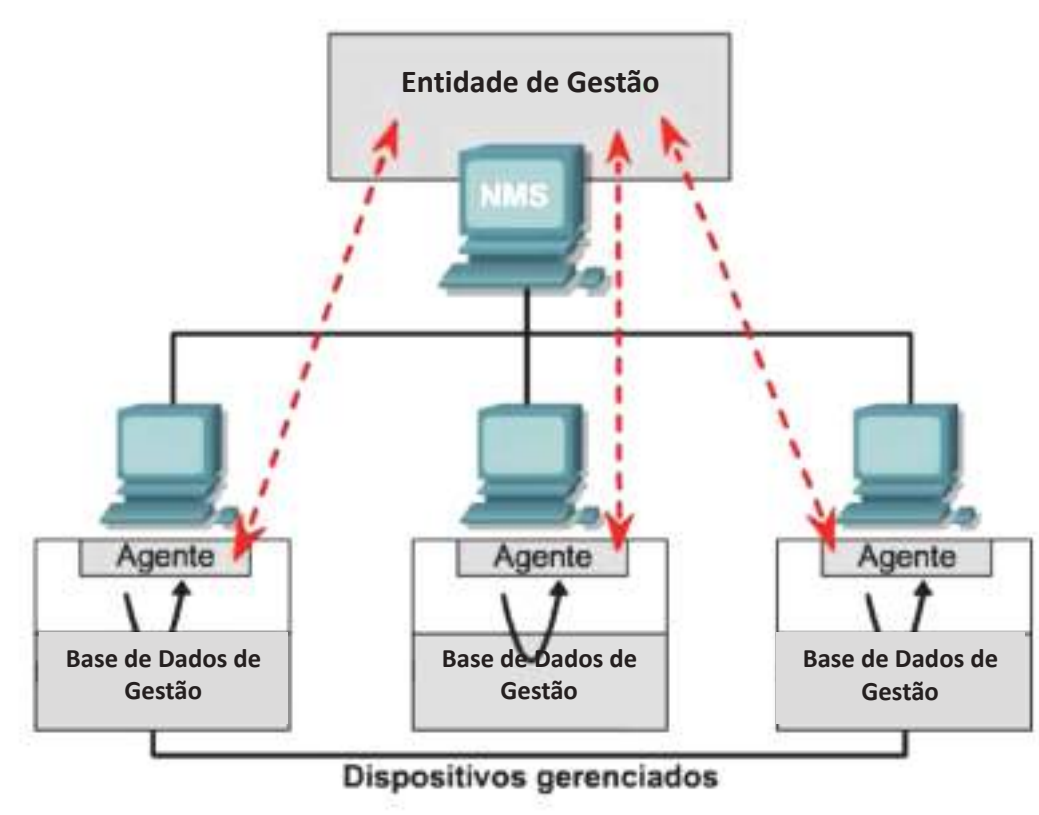 Entidade de Gestão
NMS
Agente
Agente
Agente
Base de Dados de
Gestão
Base de Dados de
Gestão
Base de Dados de
Gestão
Dispositivos gerenciados